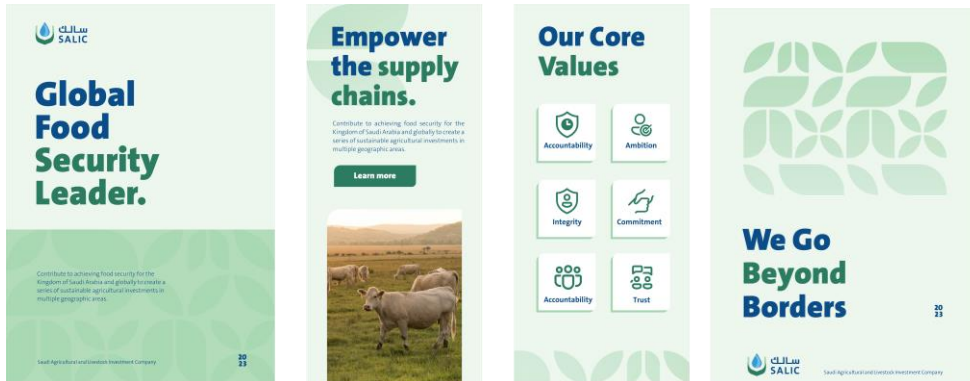 سالك
SALIC
Global
Food
Security
Leader.
Contribute to achieving food security for the
Kingdom of Saudi Arabia and globally to create a
series of sustainable agricultural investments in
multiple geographic areas.
Saudi Agricultural and Livestock Investment Company
20
23
Empower
the supply
chains.
Contribute to achieving food security for the
Kingdom of Saudi Arabia and globally to create a
series of sustainable agricultural investments in
multiple geographic areas.
Learn more
Our Core
Values
Accountability
Ambition
Integrity
Commitment
Accountability
Trust
We Go
Beyond
Borders
20
23
سالك
SALIC
Saudi Agricultural and Livestock Investment Company